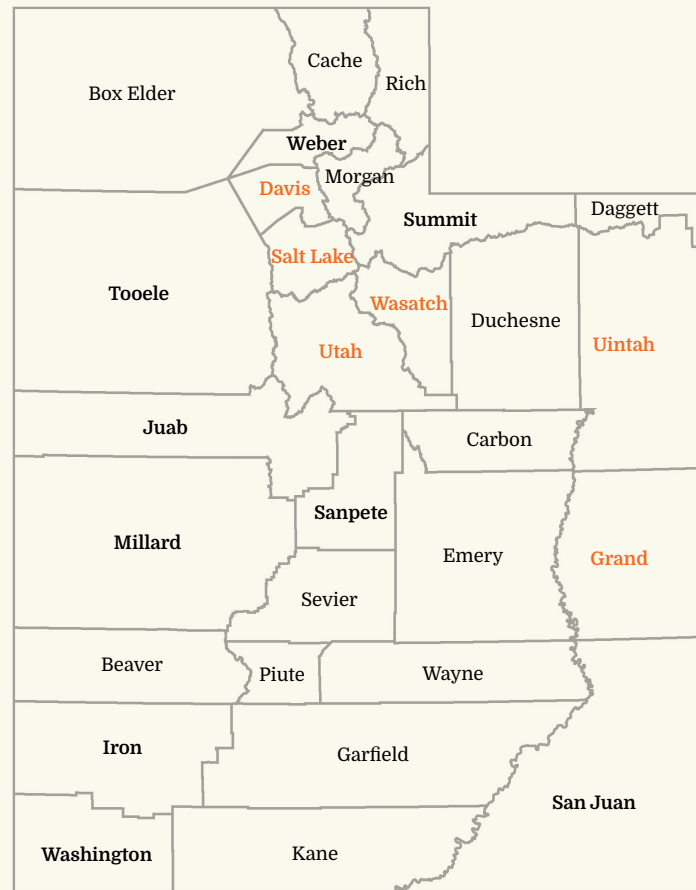 Cache
Rich
Box Elder
Weber
Morgan
Davis
Daggett
Summit
Salt Lake
Tooele
Wasatch
Duchesne
Uintah
Utah
Juab
Carbon
Sanpete
Millard
Emery
Grand
Sevier
Beaver
Piute
Wayne
Iron
Garfield
San Juan
Washington
Kane